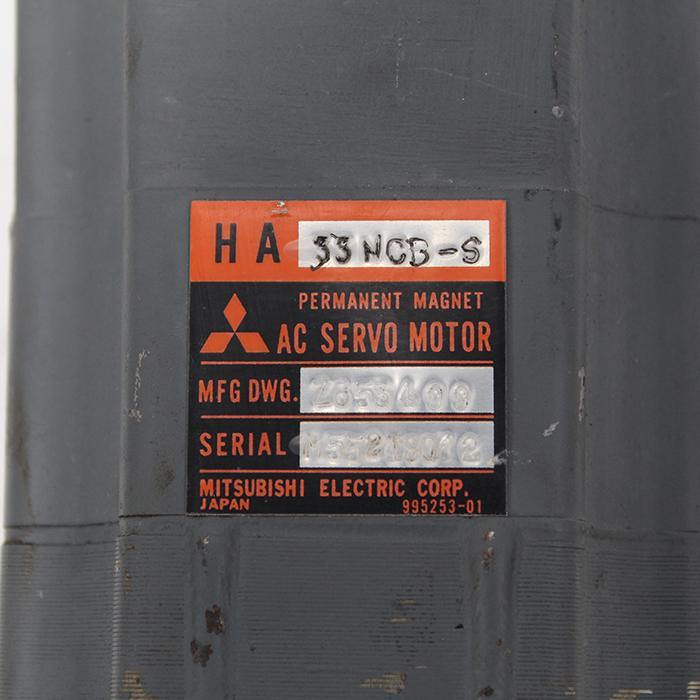 HA 33NCB-S
PERMANENT MAGNET
AC SERVO MOTOR
MFG DWG.
SERIAL
MITSUBISHI ELECTRIC CORP.
JAPAN 995253-01